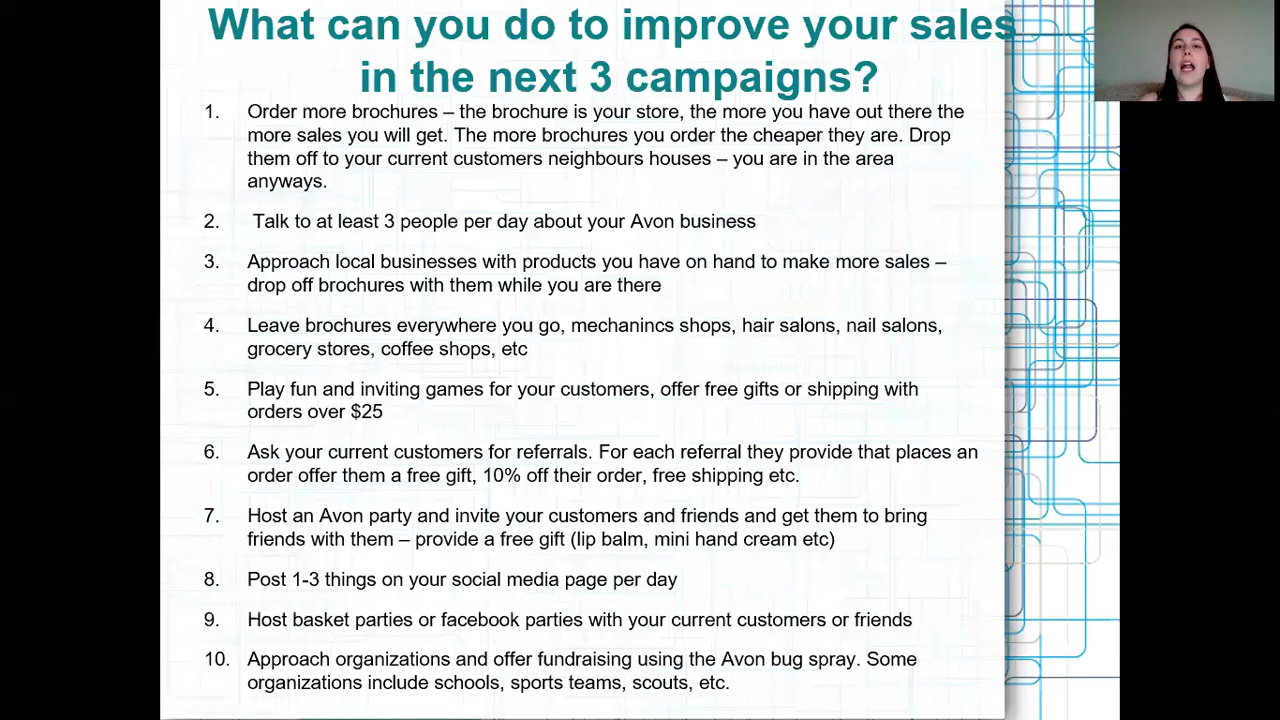 What can you do to improve your sales
in the next 3 campaigns?
1. Order more brochures – the brochure is your store, the more you have out there the
more sales you will get. The more brochures you order the cheaper they are. Drop
them off to your current customers neighbours houses – you are in the area
anyways.
2. Talk to at least 3 people per day about your Avon business
3. Approach local businesses with products you have on hand to make more sales –
drop off brochures with them while you are there
4. Leave brochures everywhere you go, mechanincs shops, hair salons, nail salons,
grocery stores, coffee shops, etc
5. Play fun and inviting games for your customers, offer free gifts or shipping with
orders over $25
6. Ask your current customers for referrals. For each referral they provide that places an
order offer them a free gift, 10% off their order, free shipping etc.
7. Host an Avon party and invite your customers and friends and get them to bring
friends with them – provide a free gift (lip balm, mini hand cream etc)
8. Post 1-3 things on your social media page per day
9. Host basket parties or facebook parties with your current customers or friends
10. Approach organizations and offer fundraising using the Avon bug spray. Some
organizations include schools, sports teams, scouts, etc.